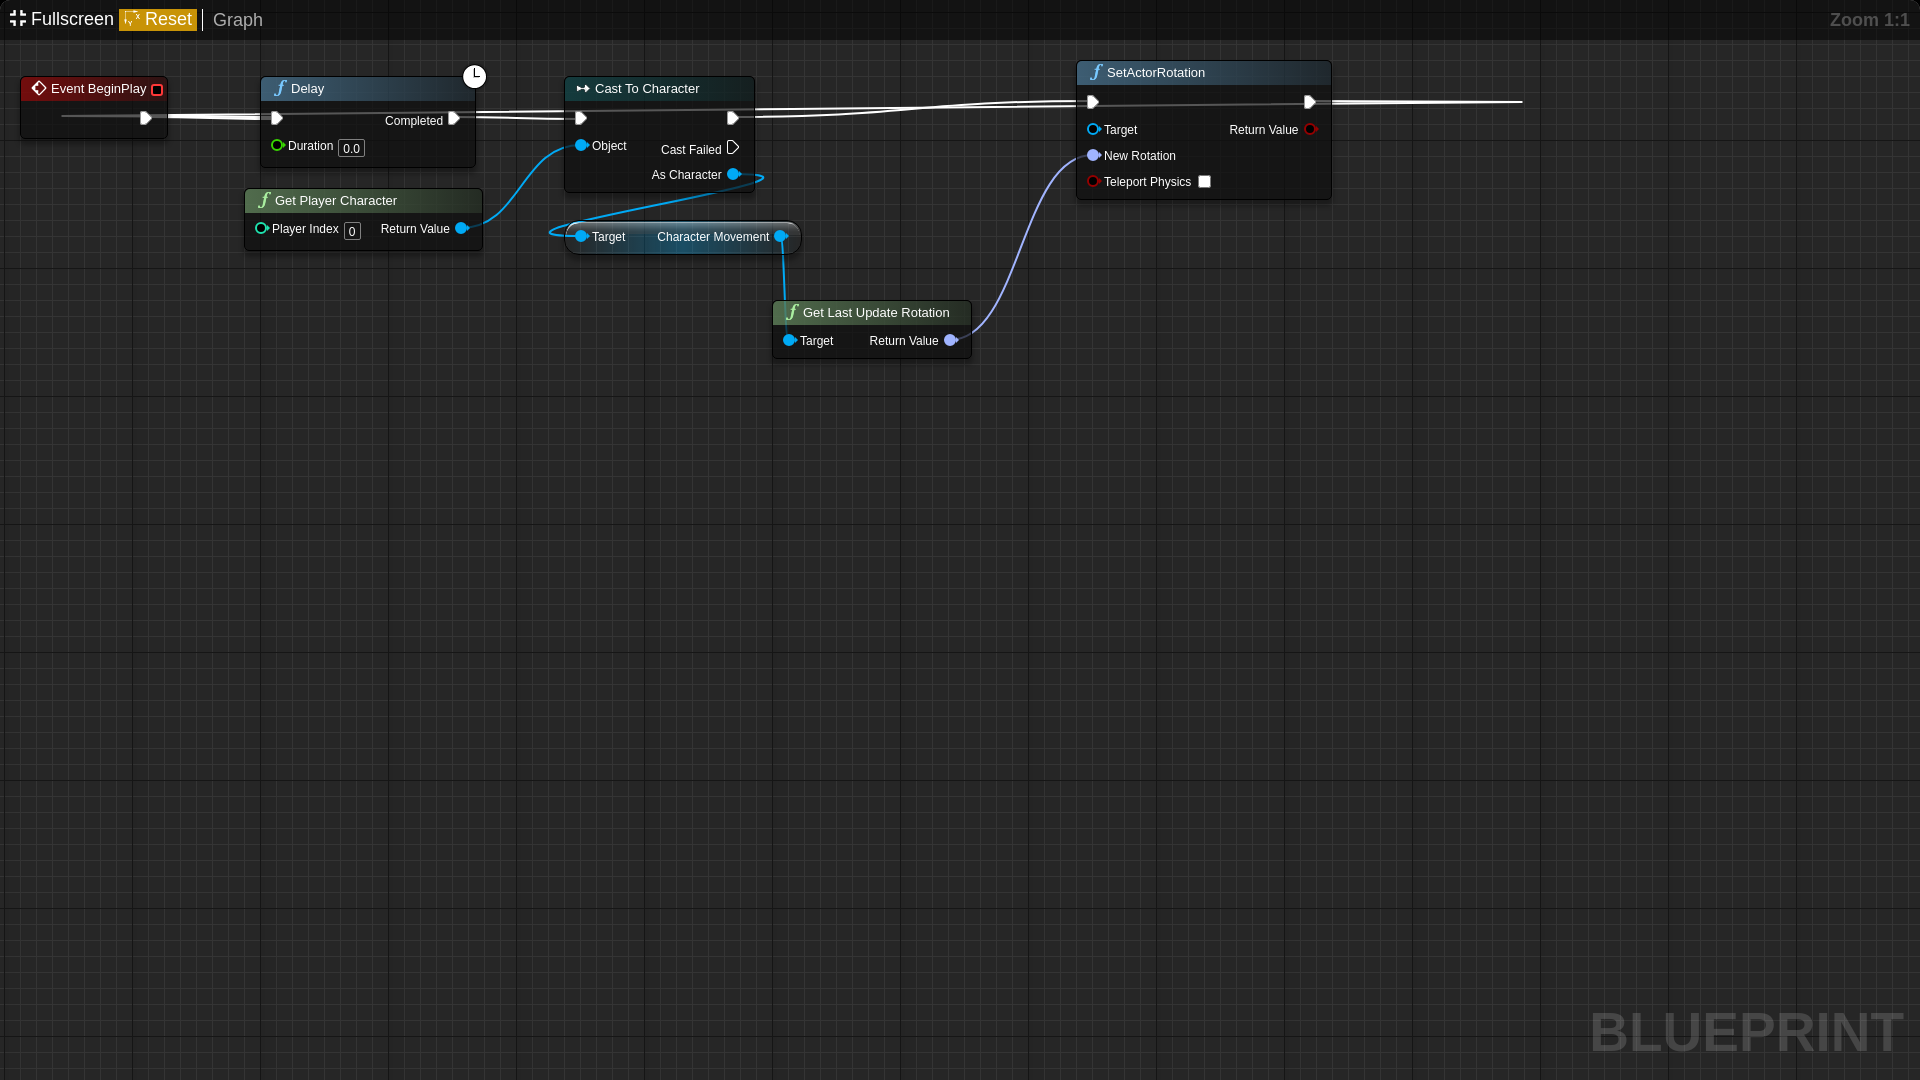 Fullscreen Reset Graph Zoom 1:1
Event BeginPlay
Delay
Completed
Duration 0.0
Get Player Character
Player Index 0 Return Value
Cast To Character
Object
Cast Failed
As Character
Target Character Movement
Get Last Update Rotation
Target Return Value
SetActorRotation
Target Return Value
New Rotation
Teleport Physics
BLUEPRINT